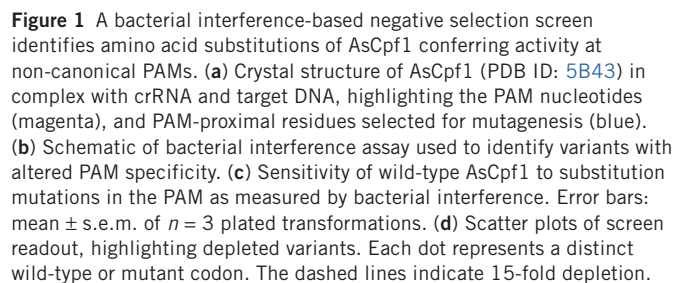 Figure 1 A bacterial interference-based negative selection screen
identifies amino acid substitutions of AsCpf1 conferring activity at
non-canonical PAMs. (a) Crystal structure of AsCpf1 (PDB ID: 5B43) in
complex with crRNA and target DNA, highlighting the PAM nucleotides
(magenta), and PAM-proximal residues selected for mutagenesis (blue).
(b) Schematic of bacterial interference assay used to identify variants with
altered PAM specificity. (c) Sensitivity of wild-type AsCpf1 to substitution
mutations in the PAM as measured by bacterial interference. Error bars:
mean ± s.e.m. of n = 3 plated transformations. (d) Scatter plots of screen
readout, highlighting depleted variants. Each dot represents a distinct
wild-type or mutant codon. The dashed lines indicate 15-fold depletion.